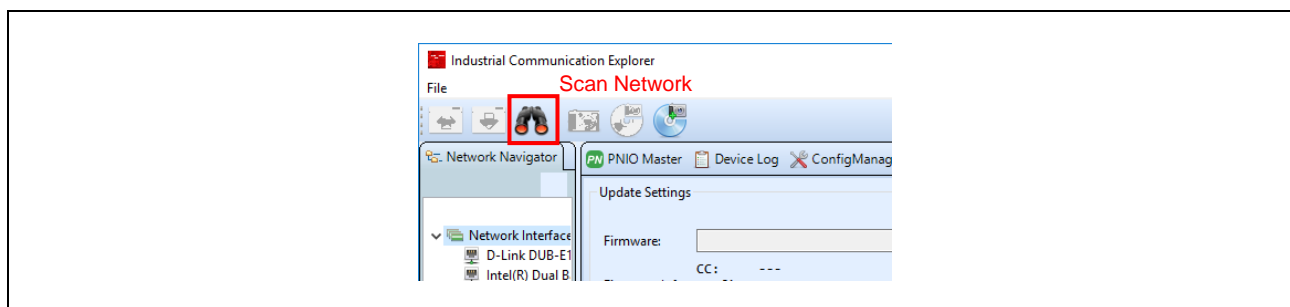 Industrial Communication Explorer
File
Scan Network
Network Navigator
PN PNIO Master
Device Log
ConfigManag
Update Settings
Network Interface
D-Link DUB-E1
Intel(R) Dual B
Firmware:
CC: ---